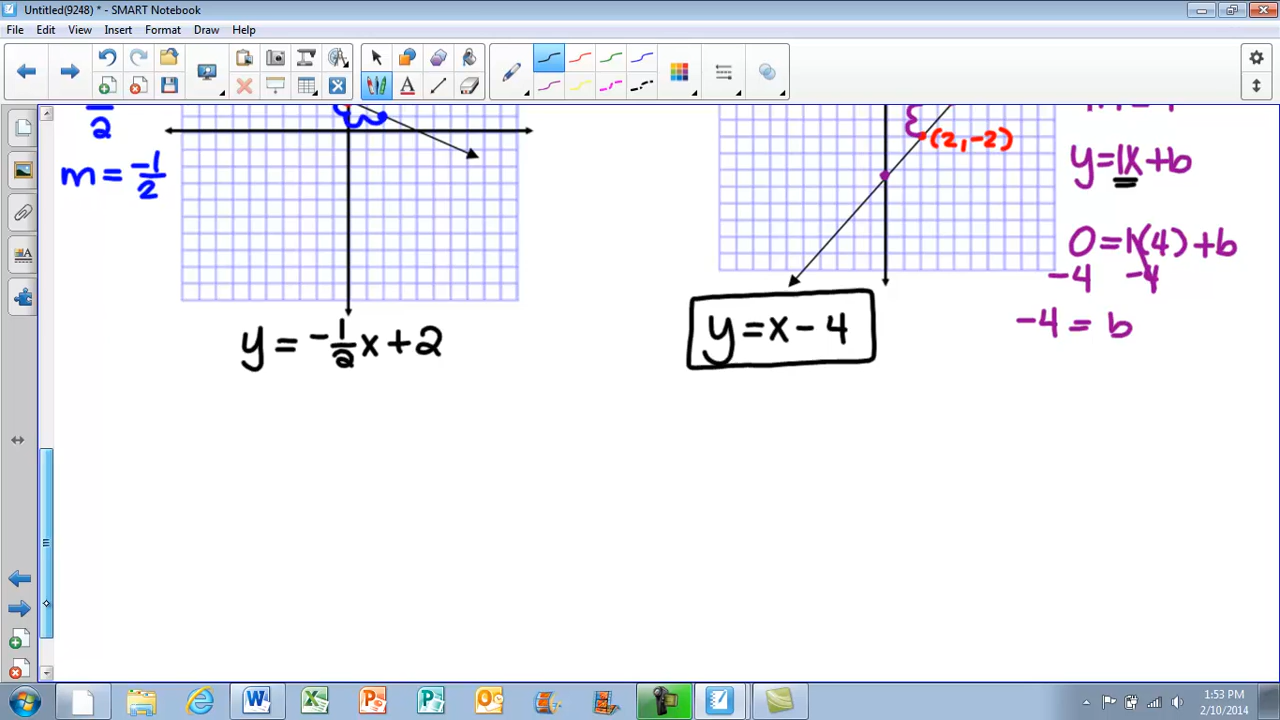 Untitled(9248) * - SMART Notebook
File Edit View Insert Format Draw Help
2
m = -1/2
y = -1/2x + 2
(2, -2)
y = x - 4
y = 1x + b
0 = 1(4) + b
-4 -4
-4 = b
1:53 PM
2/10/2014